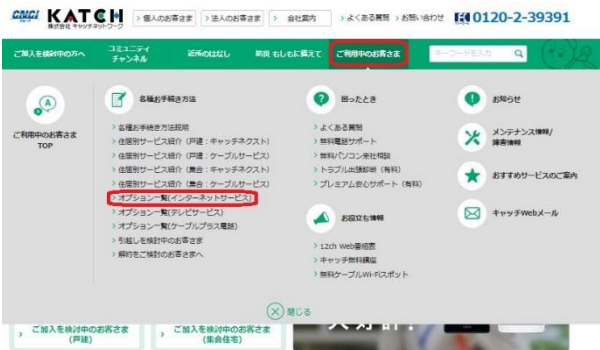 CNCI グループ KATCH 株式会社 キャッチネットワーク
個人のお客さま 法人のお客さま 会社案内 よくある質問 お問い合わせ 0120-2-39391
ご加入を検討中の方へ コミュニティチャンネル 近所のはなし 防災 もしもに備えて ご利用中のお客さま キーワードを入力
ご利用中のお客さま
TOP
各種お手続き方法
各種お手続き方法説明
住居別サービス紹介（戸建：キャッチネクスト）
住居別サービス紹介（戸建：ケーブルサービス）
住居別サービス紹介（集合：キャッチネクスト）
住居別サービス紹介（集合：ケーブルサービス）
オプション一覧(インターネットサービス)
オプション一覧(テレビサービス)
オプション一覧(ケーブルプラス電話)
引越しを検討中のお客さま
解約をご検討のお客さまへ
困ったとき
よくある質問
無料電話サポート
無料パソコン来社相談
トラブル出張診断（有料）
プレミアム安心サポート（有料）
お役立ち情報
12ch Web番組表
キャッチ無料講座
無料ケーブルWi-Fiスポット
お知らせ
メンテナンス情報/
障害情報
おすすめサービスのご案内
キャッチWebメール
閉じる
ご加入を検討中のお客さま
（戸建）
ご加入を検討中のお客さま
（集合住宅）